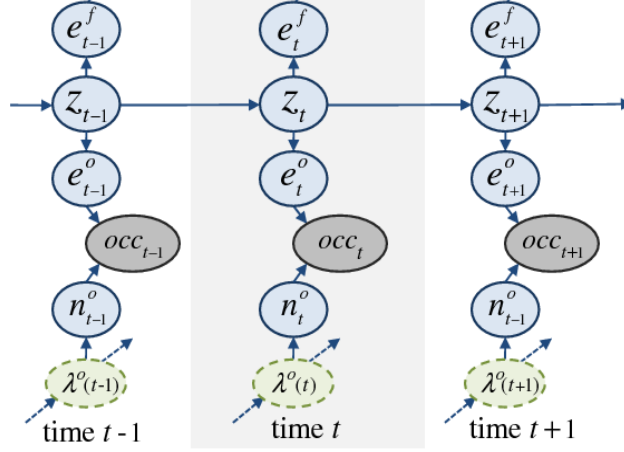 e^f_{t-1} e^f_t e^f_{t+1}
z_{t-1} z_t z_{t+1}
e^o_{t-1} e^o_t e^o_{t+1}
occ_{t-1} occ_t occ_{t+1}
n^o_{t-1} n^o_t n^o_{t-1}
λ^o(t-1) λ^o(t) λ^o(t+1)
time t-1 time t time t+1